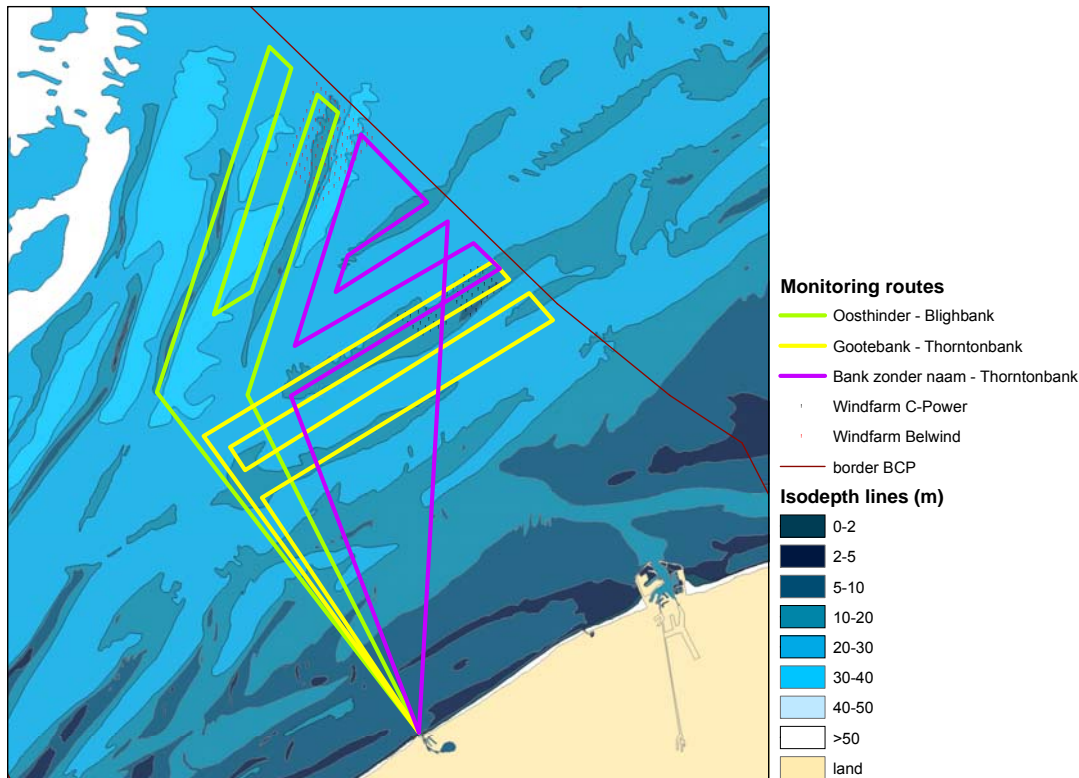 Monitoring routes
Oosthinder - Blighbank
Gootebank - Thorntonbank
Bank zonder naam - Thorntonbank
Windfarm C-Power
Windfarm Belwind
border BCP
Isodepth lines (m)
0-2
2-5
5-10
10-20
20-30
30-40
40-50
>50
land